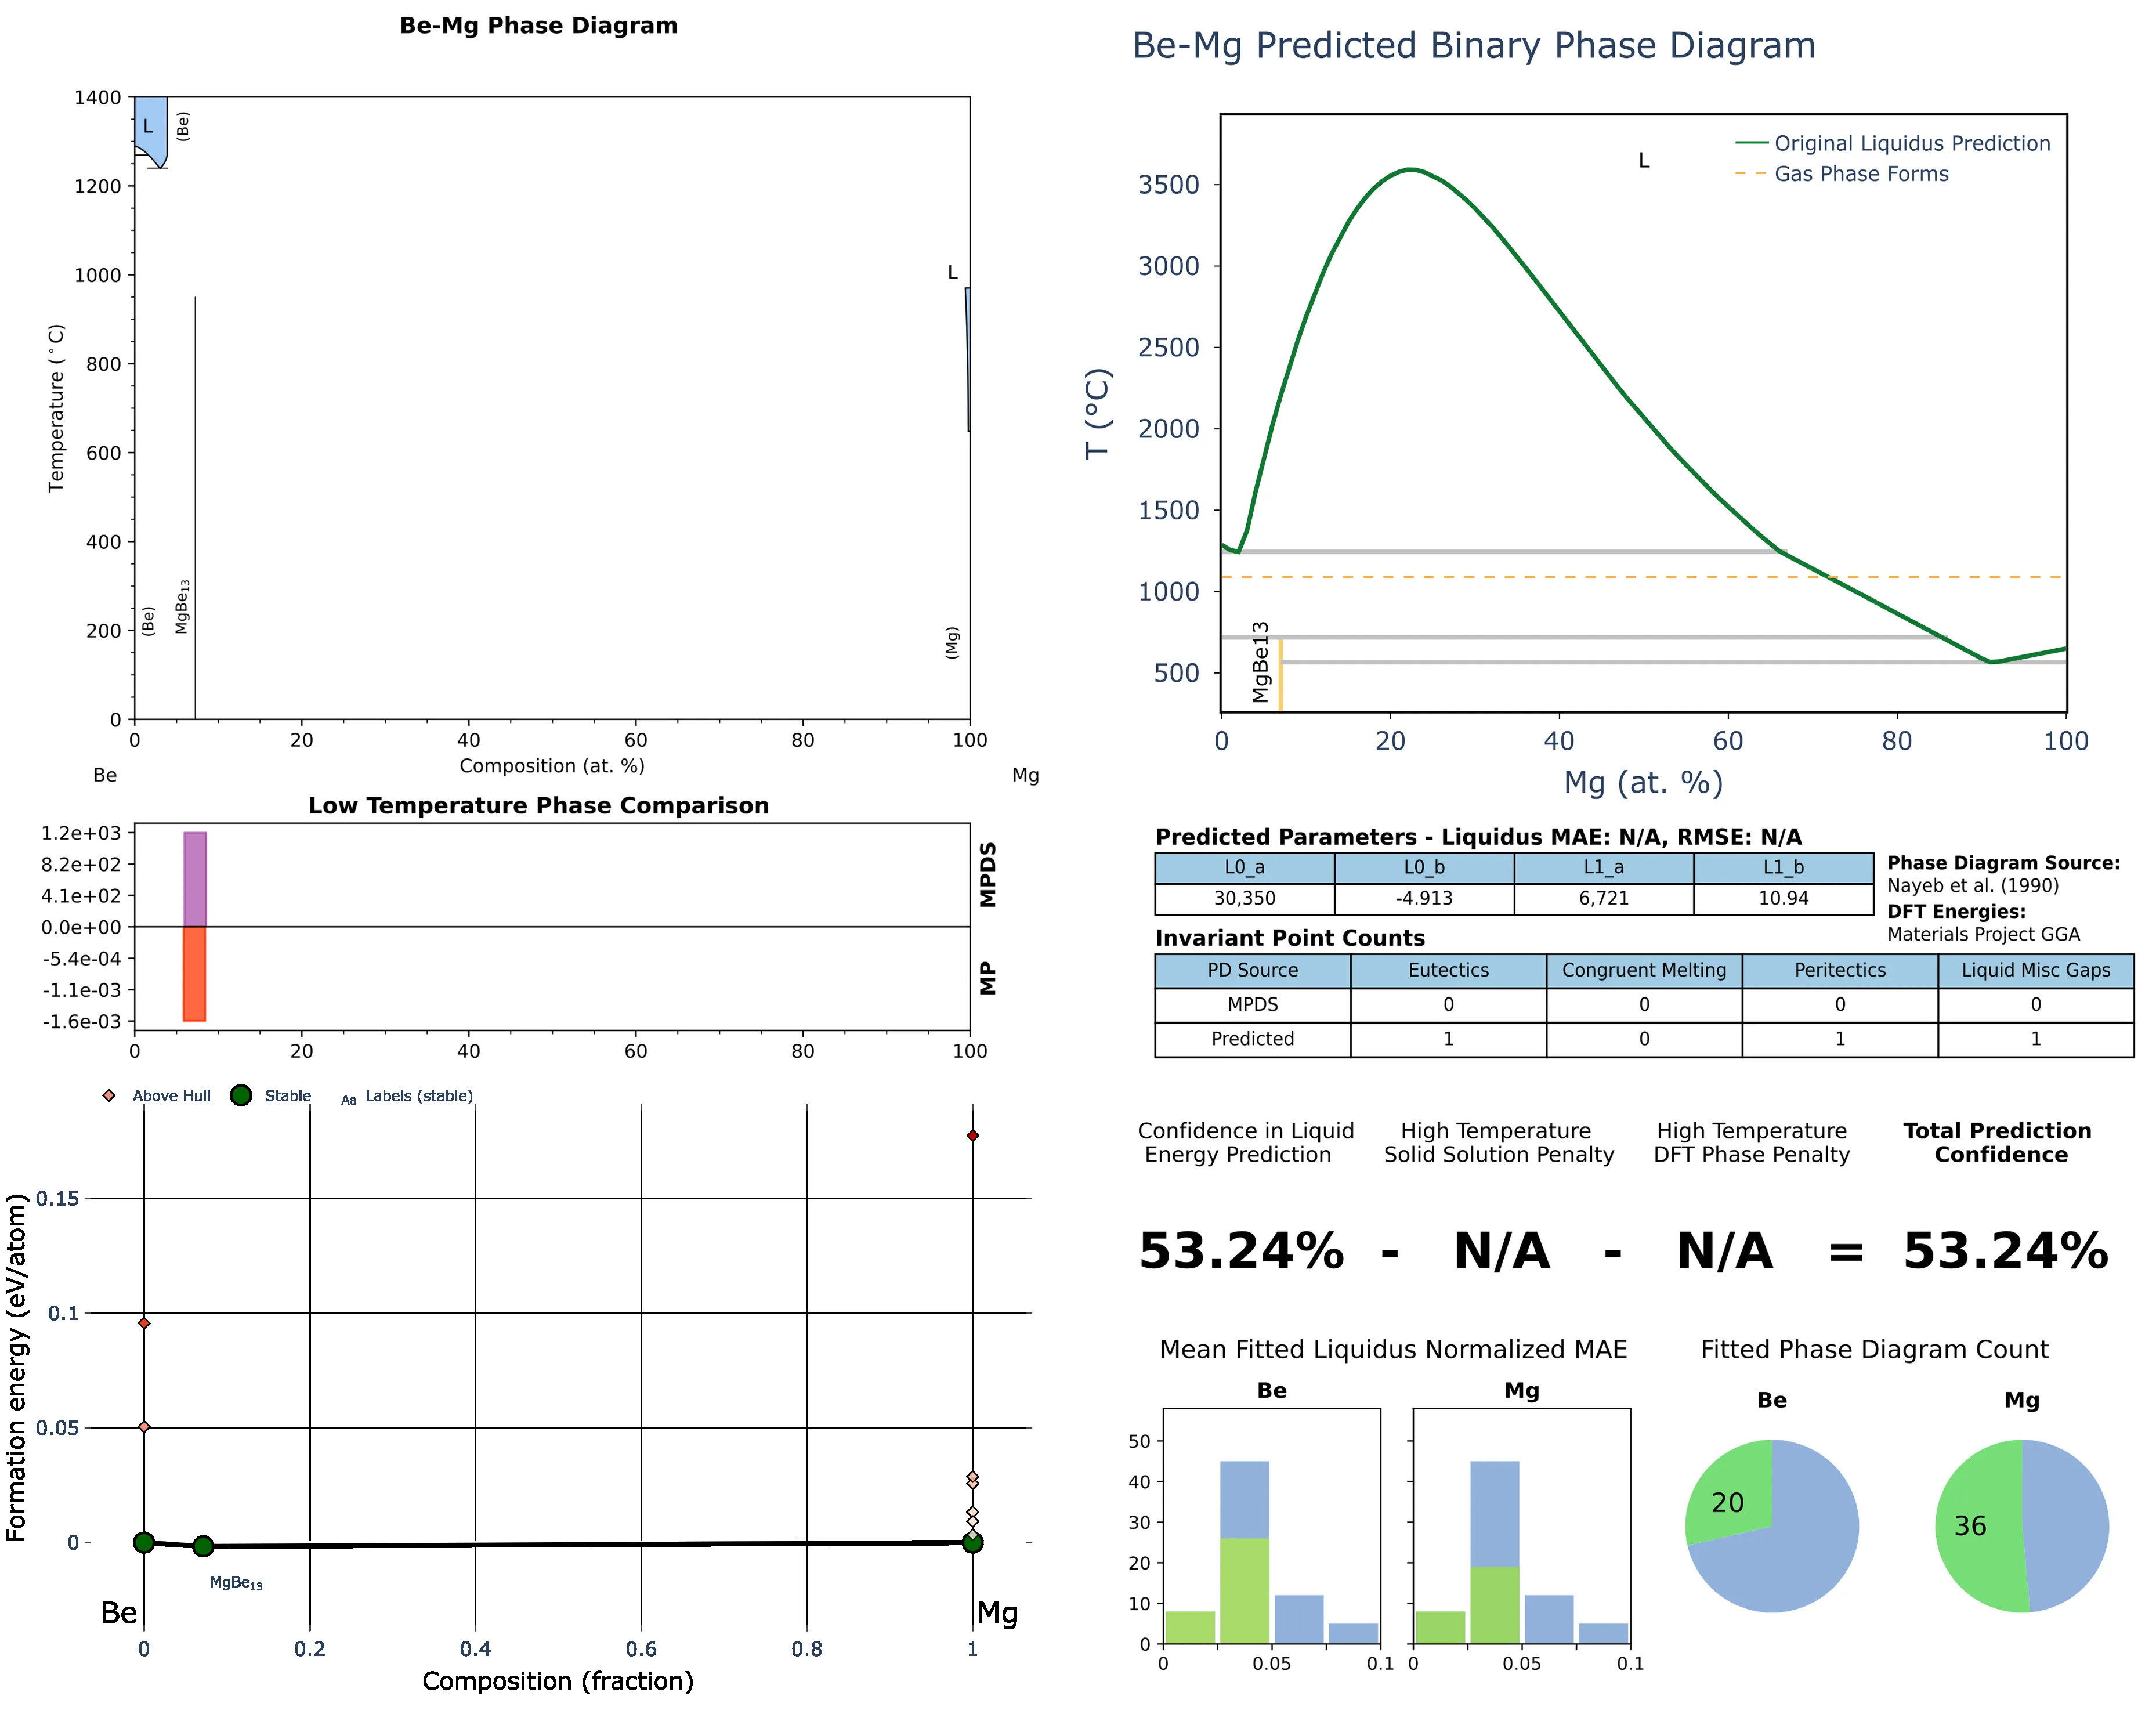 Be-Mg Phase Diagram
1400
1200
1000
800
600
400
200
0
Temperature (°C)
L
(Be)
(Be)
MgBe13
L
(Mg)
0 20 40 60 80 100
Composition (at. %)
Be Mg
Low Temperature Phase Comparison
1.2e+03
8.2e+02
4.1e+02
0.0e+00
-5.4e-04
-1.1e-03
-1.6e-03
MPDS
MP
0 20 40 60 80 100
Above Hull Stable Aa Labels (stable)
0.15
0.1
0.05
0
Formation energy (eV/atom)
MgBe13
Be Mg
0 0.2 0.4 0.6 0.8 1
Composition (fraction)
Be-Mg Predicted Binary Phase Diagram
L
Original Liquidus Prediction
Gas Phase Forms
3500
3000
2500
2000
1500
1000
500
T (°C)
MgBe13
0 20 40 60 80 100
Mg (at. %)
Predicted Parameters - Liquidus MAE: N/A, RMSE: N/A
L0_a L0_b L1_a L1_b
30,350 -4.913 6,721 10.94
Phase Diagram Source:
Nayeb et al. (1990)
DFT Energies:
Materials Project GGA
Invariant Point Counts
PD Source Eutectics Congruent Melting Peritectics Liquid Misc Gaps
MPDS 0 0 0 0
Predicted 1 0 1 1
Confidence in Liquid
Energy Prediction
High Temperature
Solid Solution Penalty
High Temperature
DFT Phase Penalty
Total Prediction
Confidence
53.24% - N/A - N/A = 53.24%
Mean Fitted Liquidus Normalized MAE
Be Mg
50
40
30
20
10
0
0 0.05 0.1 0 0.05 0.1
Fitted Phase Diagram Count
Be Mg
20 36